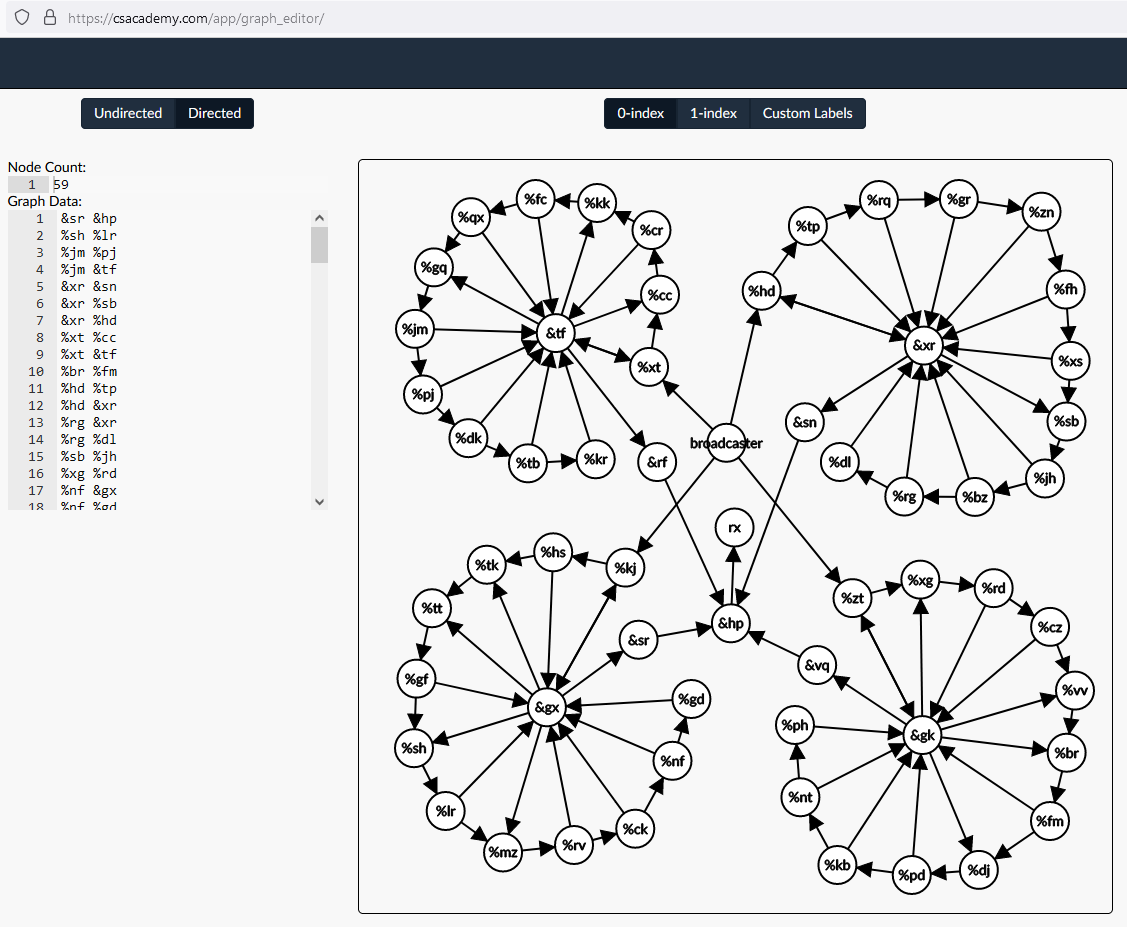 https://csacademy.com/app/graph_editor/
Undirected Directed
0-index 1-index Custom Labels
Node Count:
1 59
Graph Data:
1 &sr &hp
2 %sh %lr
3 %jm %pj
4 %jm &tf
5 &xr &sn
6 &xr %sb
7 &xr %hd
8 %xt %cc
9 %xt &tf
10 %br %fm
11 %hd %tp
12 %hd &xr
13 %rg &xr
14 %rg %dl
15 %sb %jh
16 %xg %rd
17 %nf &gx
18 %nf %gd
%fc
%kk
%qx
%cr
%gq
%cc
%jm
&tf
%xt
%pj
%dk
%tb
%kr
&rf
%rq
%gr
%zn
%tp
%hd
%fh
&xr
%xs
&sn
%sb
%dl
%jh
%rg
%bz
broadcaster
rx
&hp
%hs
%kj
%tk
%tt
&sr
%gf
&gx
%gd
%sh
%nf
%lr
%ck
%mz
%rv
%xg
%rd
%zt
%cz
&vq
%vv
%ph
&gk
%br
%nt
%fm
%kb
%pd
%dj